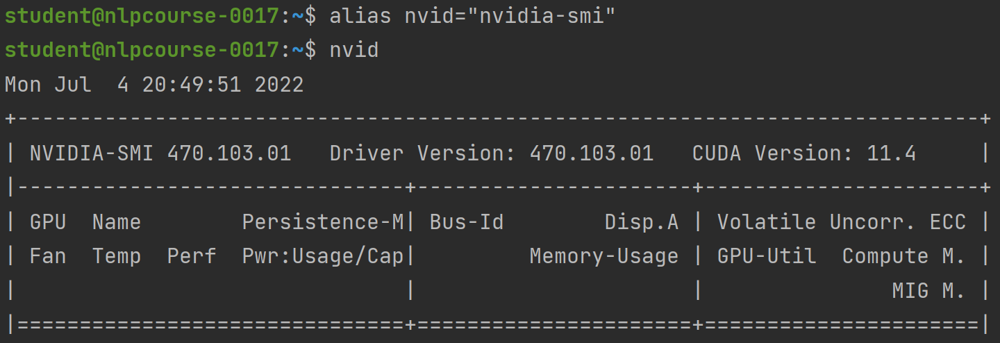 student@nlpcourse-0017:~$ alias nvid="nvidia-smi"
student@nlpcourse-0017:~$ nvid
Mon Jul  4 20:49:51 2022
+-----------------------------------------------------------------------------+
| NVIDIA-SMI 470.103.01   Driver Version: 470.103.01   CUDA Version: 11.4     |
|-------------------------------+----------------------+----------------------+
| GPU  Name        Persistence-M| Bus-Id        Disp.A | Volatile Uncorr. ECC |
| Fan  Temp  Perf  Pwr:Usage/Cap|         Memory-Usage | GPU-Util  Compute M. |
|                               |                      |               MIG M. |
|===============================+======================+======================|